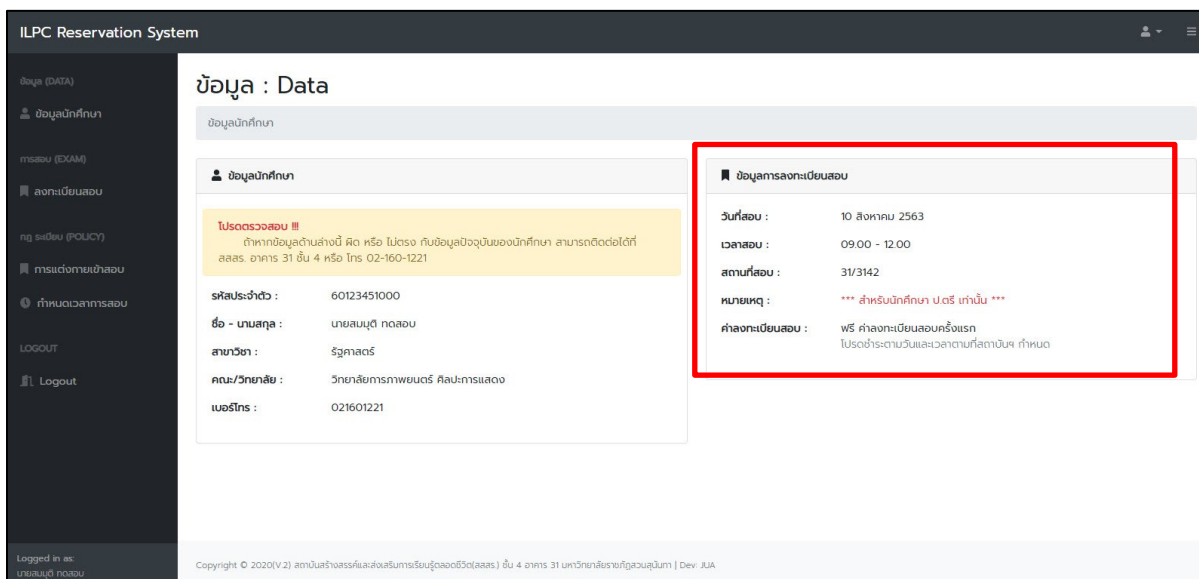 ILPC Reservation System
ข้อมูล (DATA)
ข้อมูลนักศึกษา
การสอบ (EXAM)
ลงทะเบียนสอบ
กฎ ระเบียบ (POLICY)
การแต่งกายเข้าสอบ
กำหนดเวลาการสอบ
LOGOUT
Logout
Logged in as:
นายสมมุติ ทดสอบ
ข้อมูล : Data
ข้อมูลนักศึกษา
ข้อมูลนักศึกษา
โปรดตรวจสอบ !!!
ถ้าหากข้อมูลด้านล่างนี้ ผิด หรือ ไม่ตรง กับข้อมูลปัจจุบันของนักศึกษา สามารถติดต่อได้ที่
สสสร. อาคาร 31 ชั้น 4 หรือ โทร 02-160-1221
รหัสประจำตัว : 60123451000
ชื่อ - นามสกุล : นายสมมุติ ทดสอบ
สาขาวิชา : รัฐศาสตร์
คณะ/วิทยาลัย : วิทยาลัยการภาพยนตร์ ศิลปะการแสดง
เบอร์โทร : 021601221
ข้อมูลการลงทะเบียนสอบ
วันที่สอบ : 10 สิงหาคม 2563
เวลาสอบ : 09.00 - 12.00
สถานที่สอบ : 31/3142
หมายเหตุ : *** สำหรับนักศึกษา ป.ตรี เท่านั้น ***
ค่าลงทะเบียนสอบ : ฟรี ค่าลงทะเบียนสอบครั้งแรก
โปรดชำระตามวันและเวลาตามที่สถาบันฯ กำหนด
Copyright © 2020(V.2) สถาบันสร้างสรรค์และส่งเสริมการเรียนรู้ตลอดชีวิต(สสสร.) ชั้น 4 อาคาร 31 มหาวิทยาลัยราชภัฏสวนสุนันทา | Dev: JUA